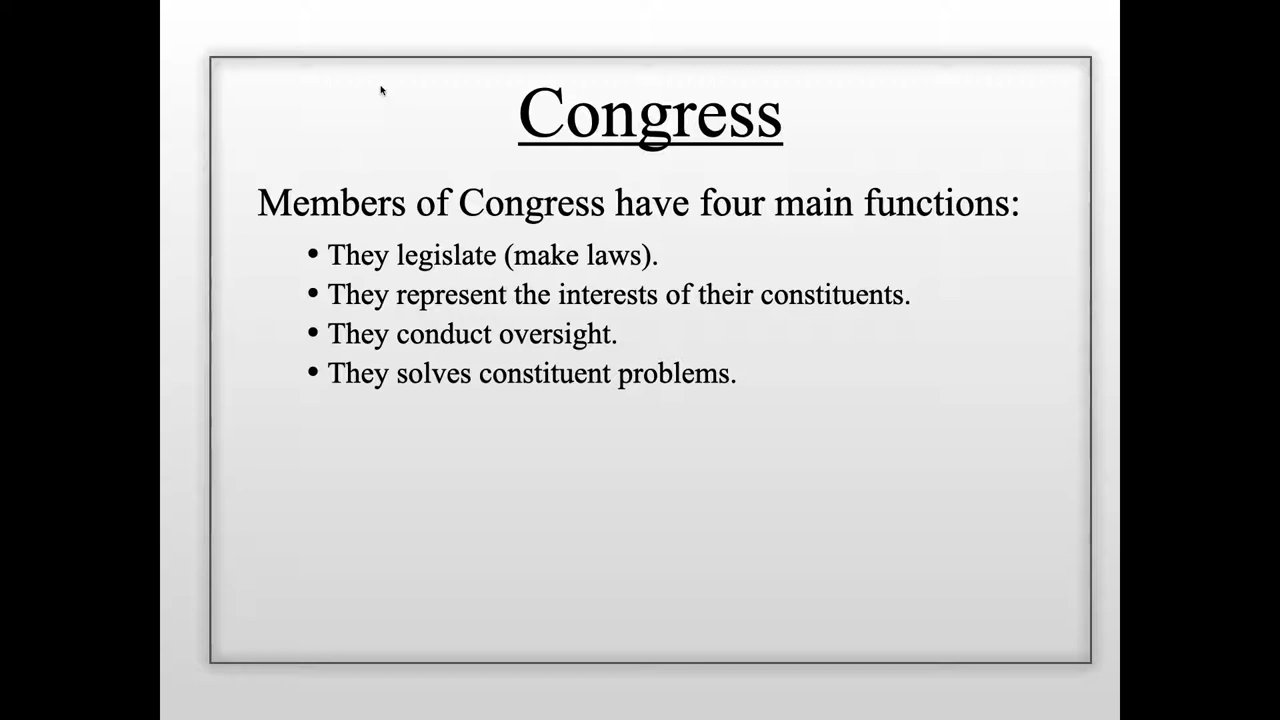 Congress
Members of Congress have four main functions:
• They legislate (make laws).
• They represent the interests of their constituents.
• They conduct oversight.
• They solves constituent problems.